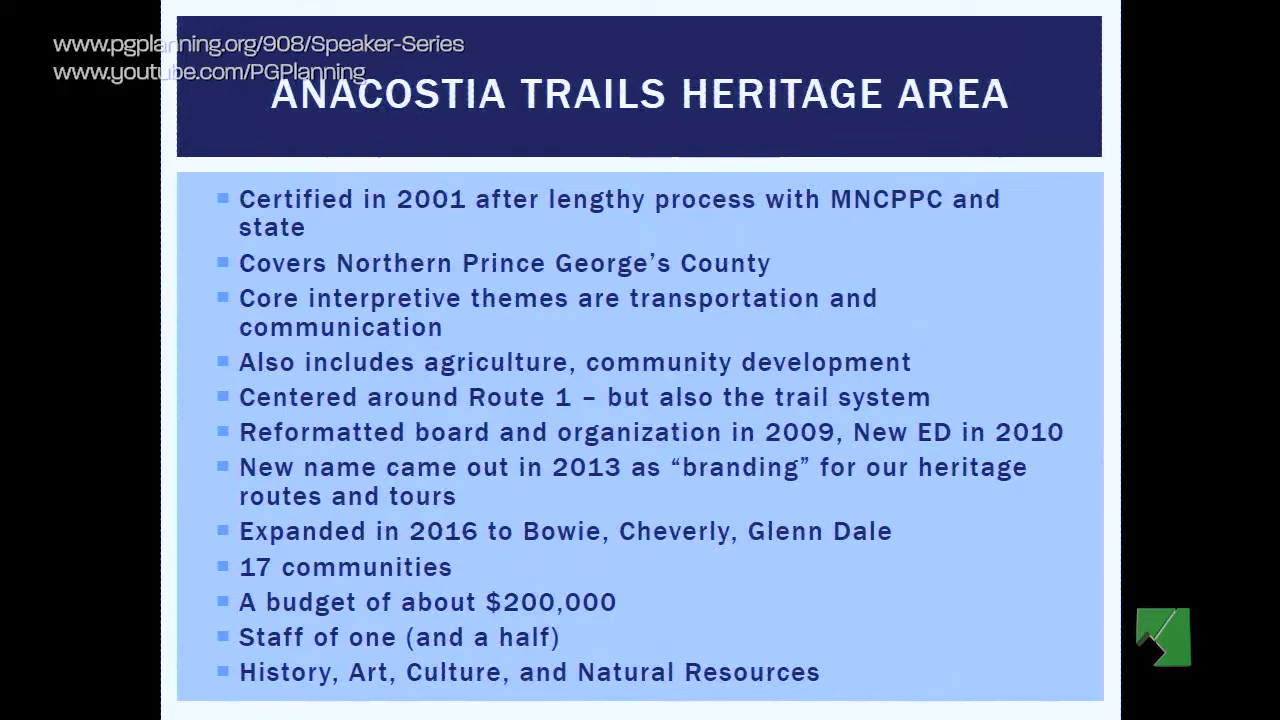 www.pgplanning.org/908/Speaker-Series
www.youtube.com/PGPlanning
ANACOSTIA TRAILS HERITAGE AREA
Certified in 2001 after lengthy process with MNCPPC and
state
Covers Northern Prince George’s County
Core interpretive themes are transportation and
communication
Also includes agriculture, community development
Centered around Route 1 – but also the trail system
Reformatted board and organization in 2009, New ED in 2010
New name came out in 2013 as “branding” for our heritage
routes and tours
Expanded in 2016 to Bowie, Cheverly, Glenn Dale
17 communities
A budget of about $200,000
Staff of one (and a half)
History, Art, Culture, and Natural Resources